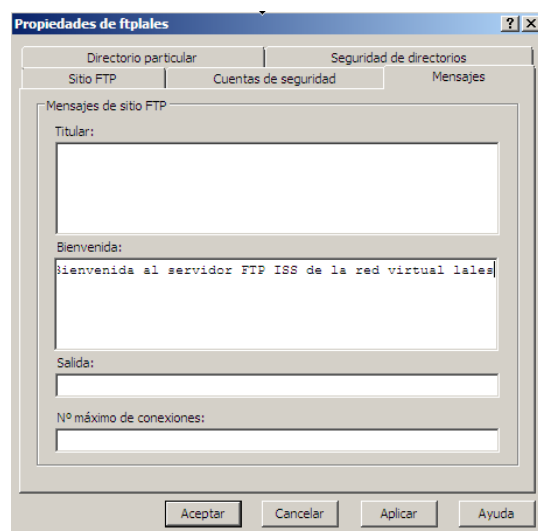 Propiedades de ftplales
Directorio particular Seguridad de directorios
Sitio FTP Cuentas de seguridad Mensajes
Mensajes de sitio FTP
Titular:
Bienvenida:
Bienvenida al servidor FTP ISS de la red virtual lales
Salida:
Nº máximo de conexiones:
Aceptar Cancelar Aplicar Ayuda